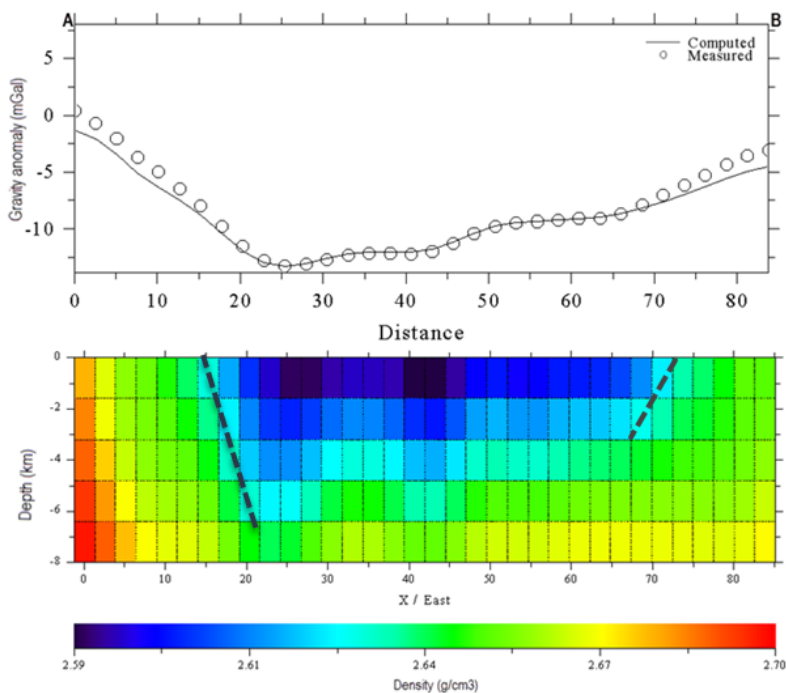 A B
Computed
Measured
Gravity anomaly (mGal)
5
0
-5
-10
0 10 20 30 40 50 60 70 80
Distance
Depth (km)
0
-2
-4
-6
-8
0 10 20 30 40 50 60 70 80
X / East
2.59 2.61 2.64 2.67 2.70
Density (g/cm3)